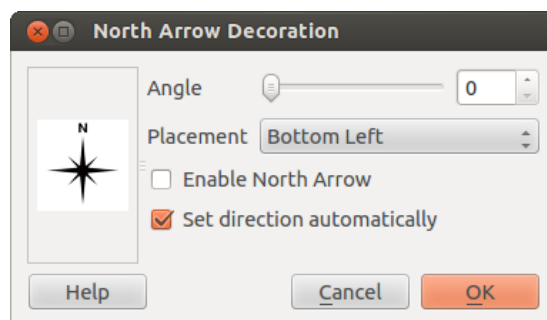 North Arrow Decoration
Angle 0
N
Placement Bottom Left
Enable North Arrow
Set direction automatically
Help Cancel OK